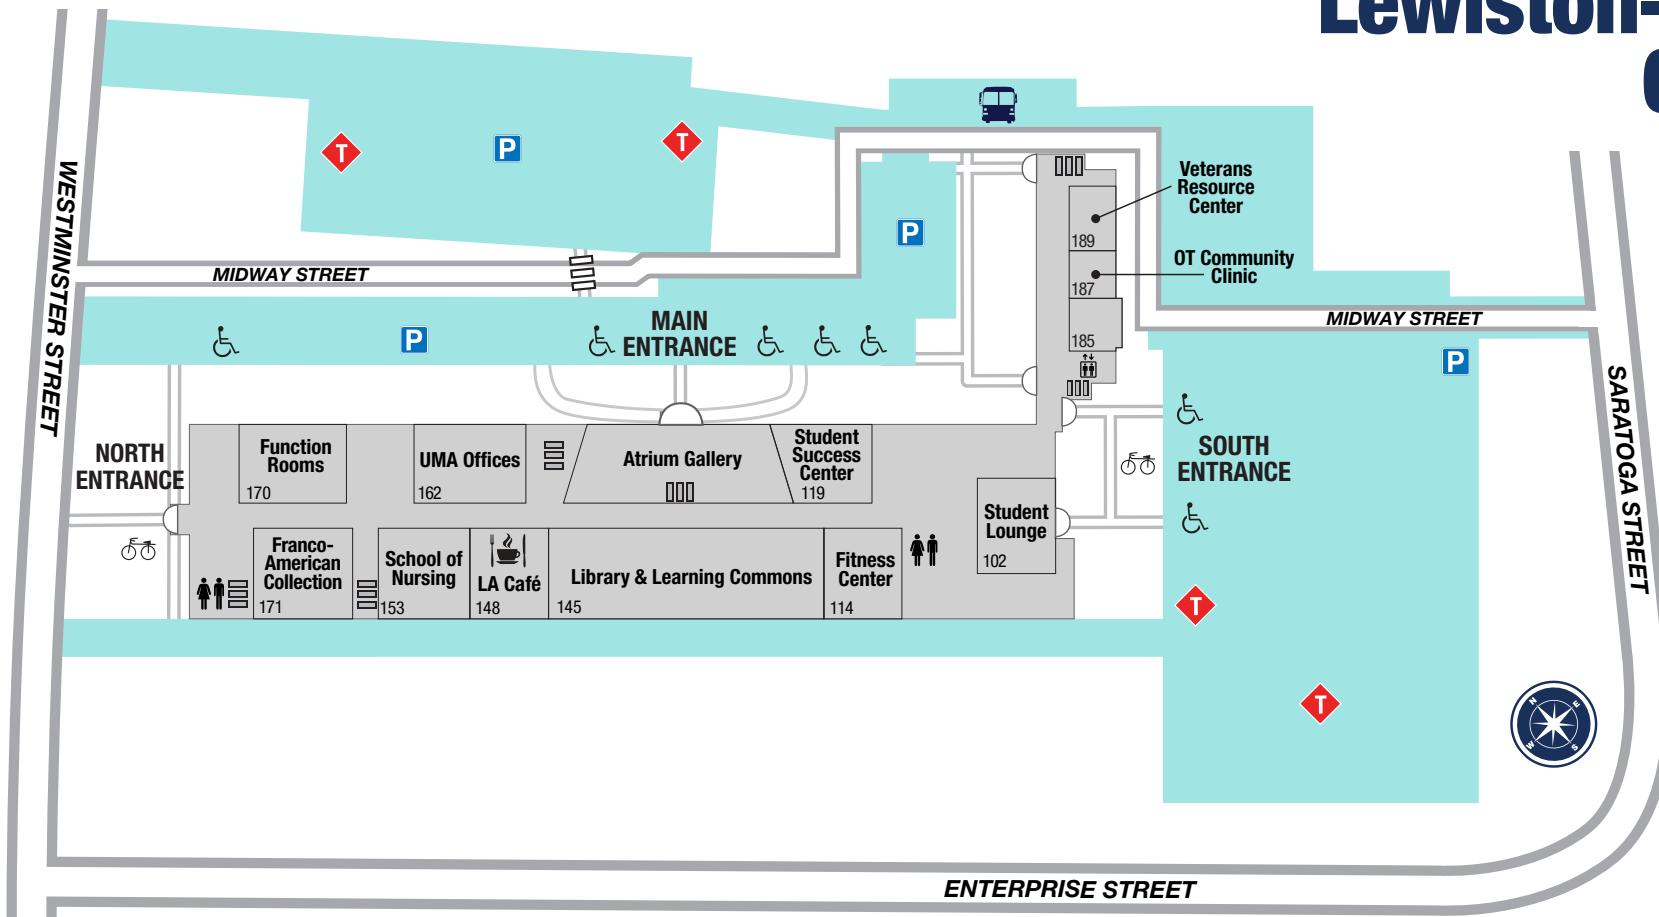 Lewiston-
T
P
T
WESTMINSTER STREET
MIDWAY STREET
P
Veterans
Resource
Center
189
OT Community
Clinic
187
185
MIDWAY STREET
P
MAIN
ENTRANCE
P
SARATOGA STREET
NORTH
ENTRANCE
Function
Rooms
170
UMA Offices
162
Atrium Gallery
Student
Success
Center
119
SOUTH
ENTRANCE
Student
Lounge
102
Franco-
American
Collection
171
School of
Nursing
153
LA Café
148
Library & Learning Commons
145
Fitness
Center
114
T
T
N
E
S
W
ENTERPRISE STREET